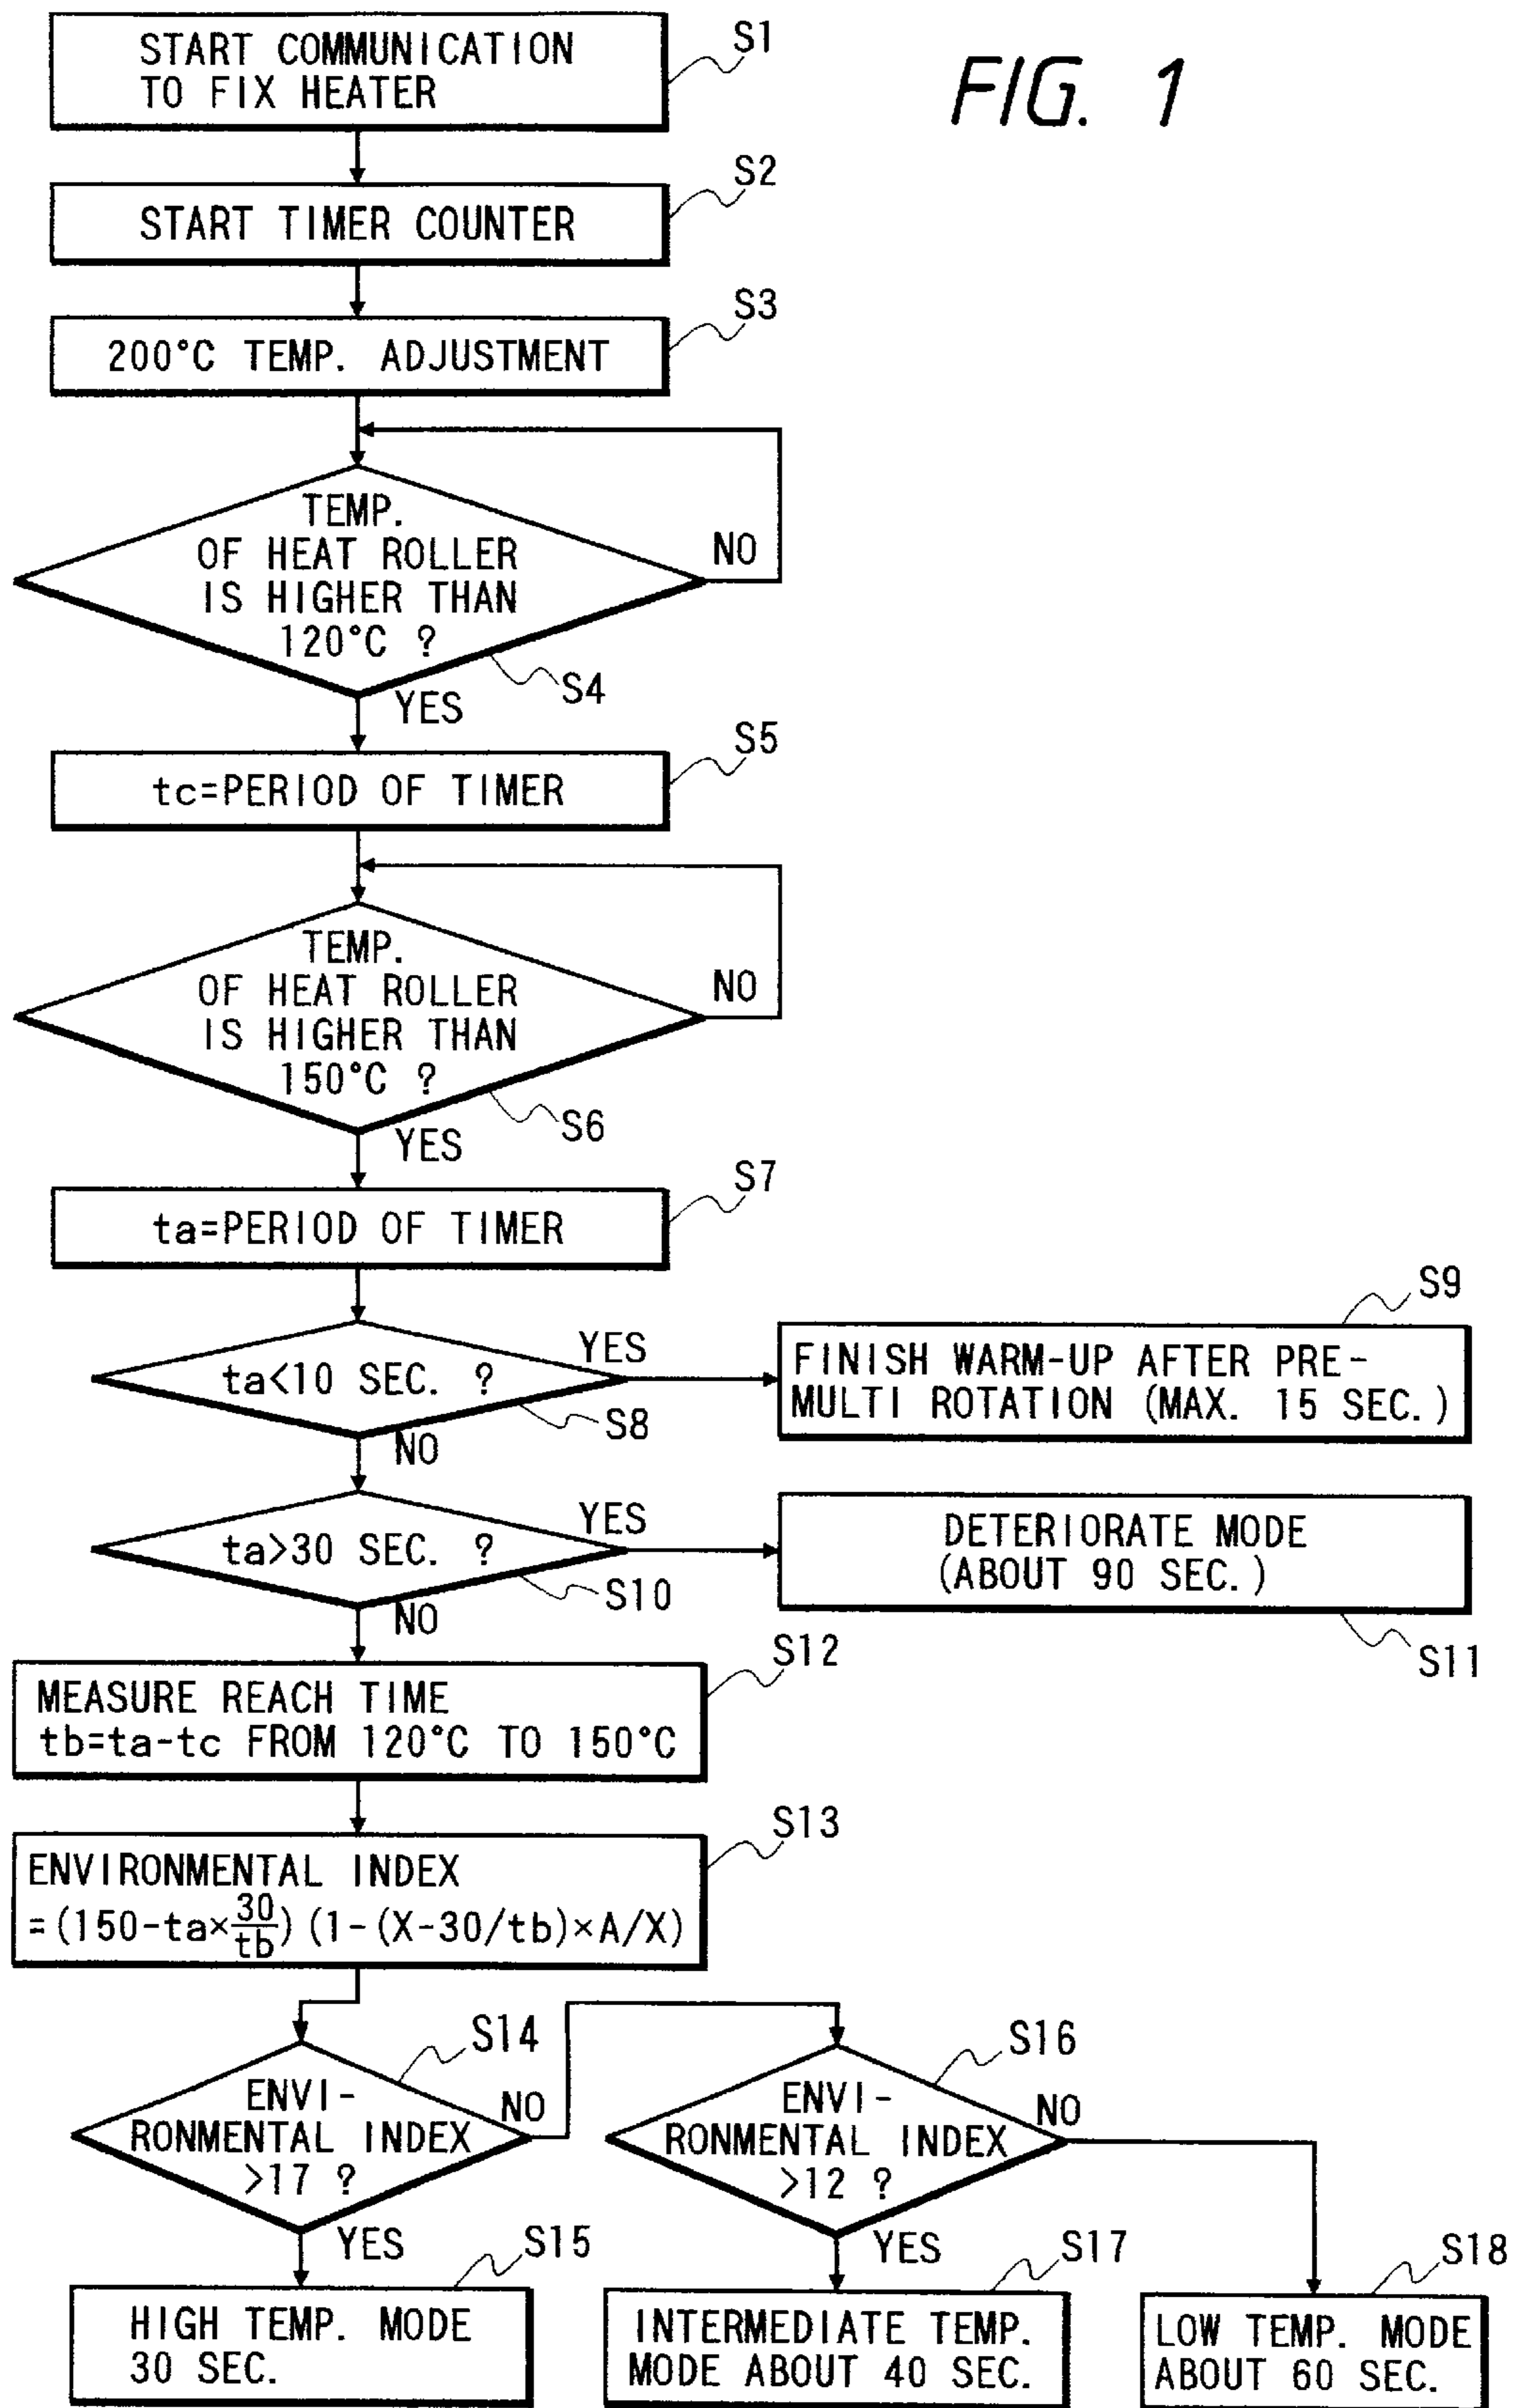 FIG. 1
START COMMUNICATION
TO FIX HEATER
S1
START TIMER COUNTER
S2
200°C TEMP. ADJUSTMENT
S3
TEMP.
OF HEAT ROLLER
IS HIGHER THAN
120°C ?
NO
S4
YES
tc=PERIOD OF TIMER
S5
TEMP.
OF HEAT ROLLER
IS HIGHER THAN
150°C ?
NO
S6
YES
ta=PERIOD OF TIMER
S7
ta<10 SEC. ?
YES
S8
NO
FINISH WARM-UP AFTER PRE-
MULTI ROTATION (MAX. 15 SEC.)
S9
ta>30 SEC. ?
YES
S10
NO
DETERIORATE MODE
(ABOUT 90 SEC.)
S11
MEASURE REACH TIME
tb=ta-tc FROM 120°C TO 150°C
S12
ENVIRONMENTAL INDEX
=(150-ta×30/tb)(1-(X-30/tb)×A/X)
S13
ENVI-
RONMENTAL INDEX
>17 ?
S14
NO
YES
HIGH TEMP. MODE
30 SEC.
S15
ENVI-
RONMENTAL INDEX
>12 ?
S16
NO
YES
INTERMEDIATE TEMP.
MODE ABOUT 40 SEC.
S17
LOW TEMP. MODE
ABOUT 60 SEC.
S18